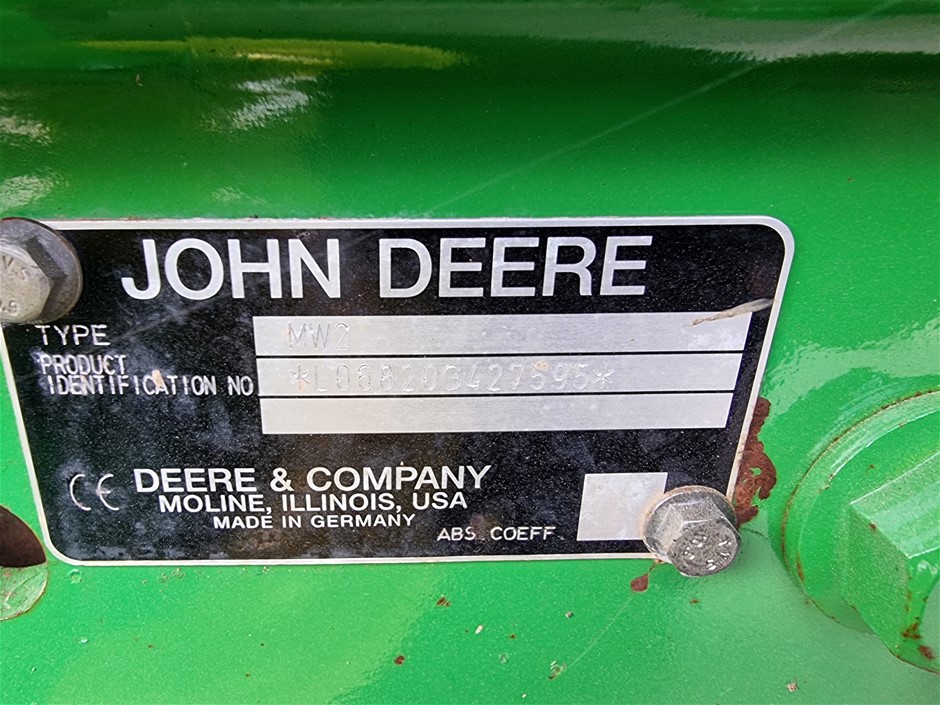 JOHN DEERE
TYPE MW2
PRODUCT
IDENTIFICATION NO. *L06820G427595*
CE DEERE & COMPANY
MOLINE, ILLINOIS, USA
MADE IN GERMANY
ABS. COEFF.